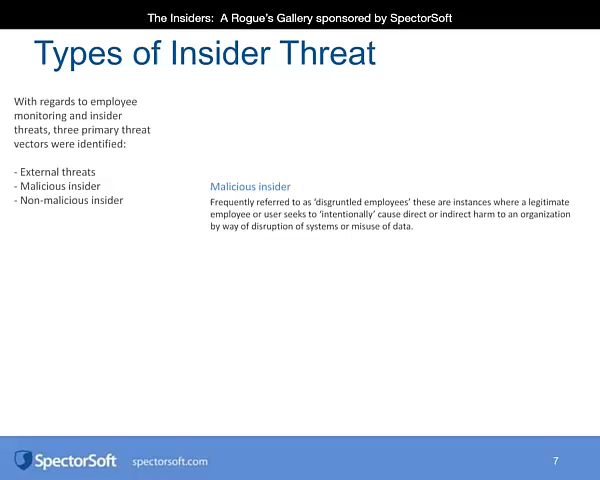 The Insiders:  A Rogue’s Gallery sponsored by SpectorSoft
Types of Insider Threat
With regards to employee
monitoring and insider
threats, three primary threat
vectors were identified:
- External threats
- Malicious insider
- Non-malicious insider
Malicious insider
Frequently referred to as ‘disgruntled employees’ these are instances where a legitimate
employee or user seeks to ‘intentionally’ cause direct or indirect harm to an organization
by way of disruption of systems or misuse of data.
SpectorSoft
spectorsoft.com
7